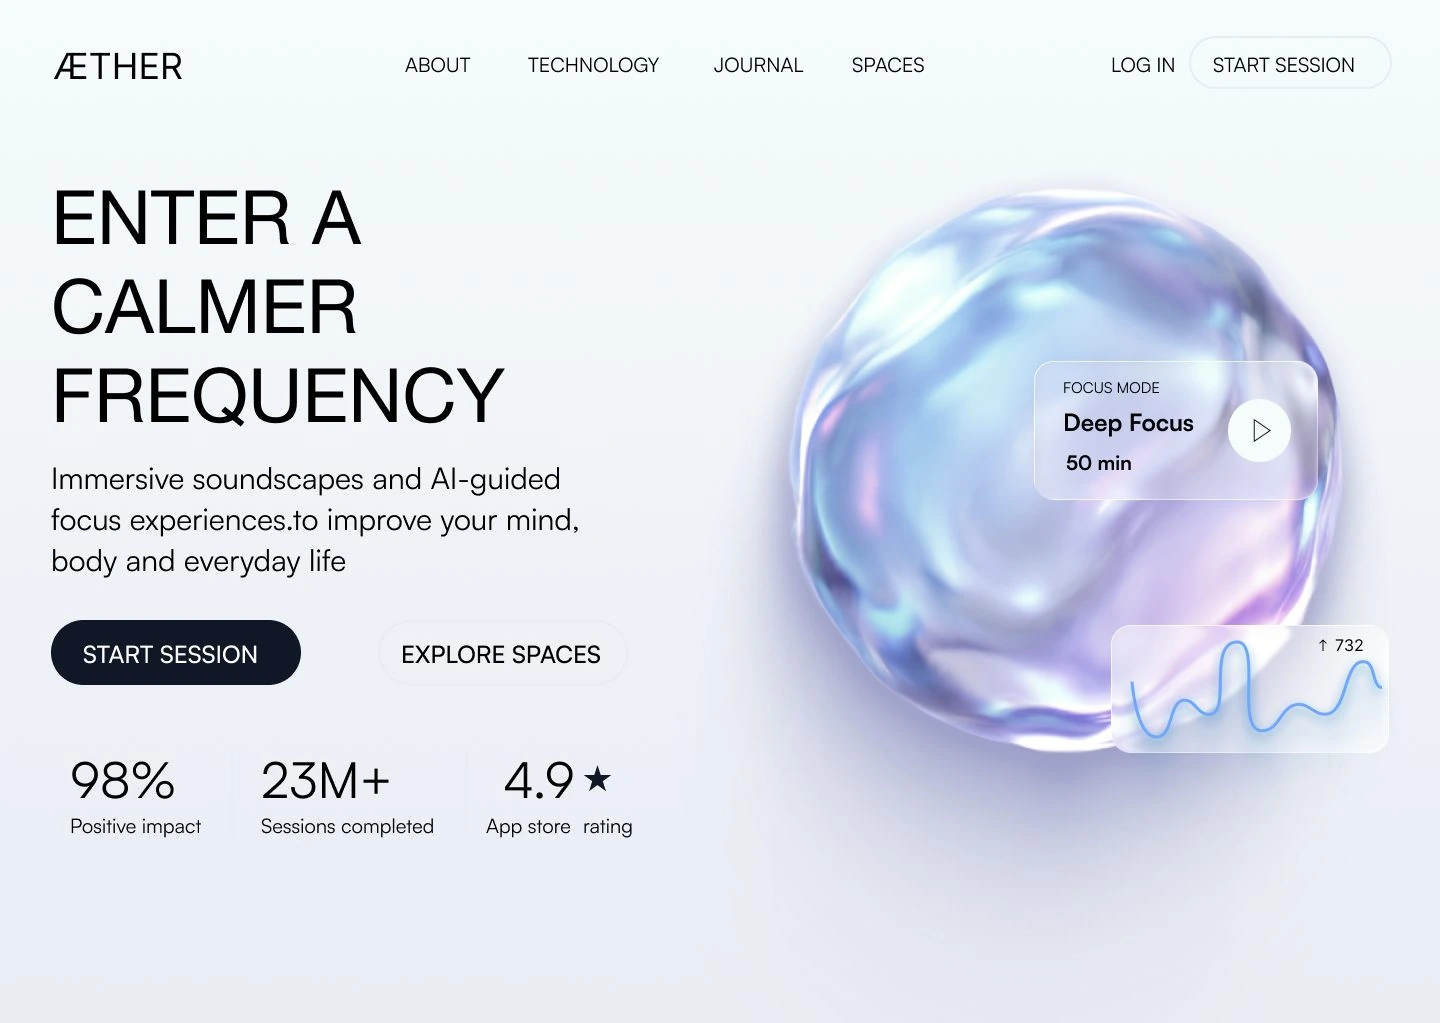 ÆTHER
ABOUT TECHNOLOGY JOURNAL SPACES
LOG IN
START SESSION
ENTER A
CALMER
FREQUENCY
Immersive soundscapes and AI-guided
focus experiences.to improve your mind,
body and everyday life
START SESSION
EXPLORE SPACES
98%
Positive impact
23M+
Sessions completed
4.9 ★
App store rating
FOCUS MODE
Deep Focus
50 min
↑ 732